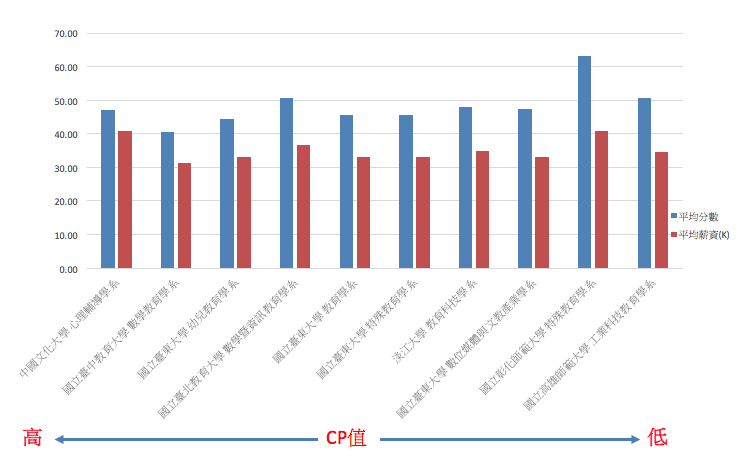 70.00
60.00
50.00
40.00
30.00
20.00
10.00
0.00
平均分數
平均薪資(K)
中國文化大學 心理輔導學系
國立臺中教育大學 數學教育學系
國立臺東大學 幼兒教育學系
國立臺北教育大學 數學暨資訊教育學系
國立臺東大學 教育學系
國立臺東大學 特殊教育學系
淡江大學 教育科技學系
國立臺東大學 數位媒體與文教產業學系
國立彰化師範大學 特殊教育學系
國立高雄師範大學 工業科技教育學系
高 CP值 低